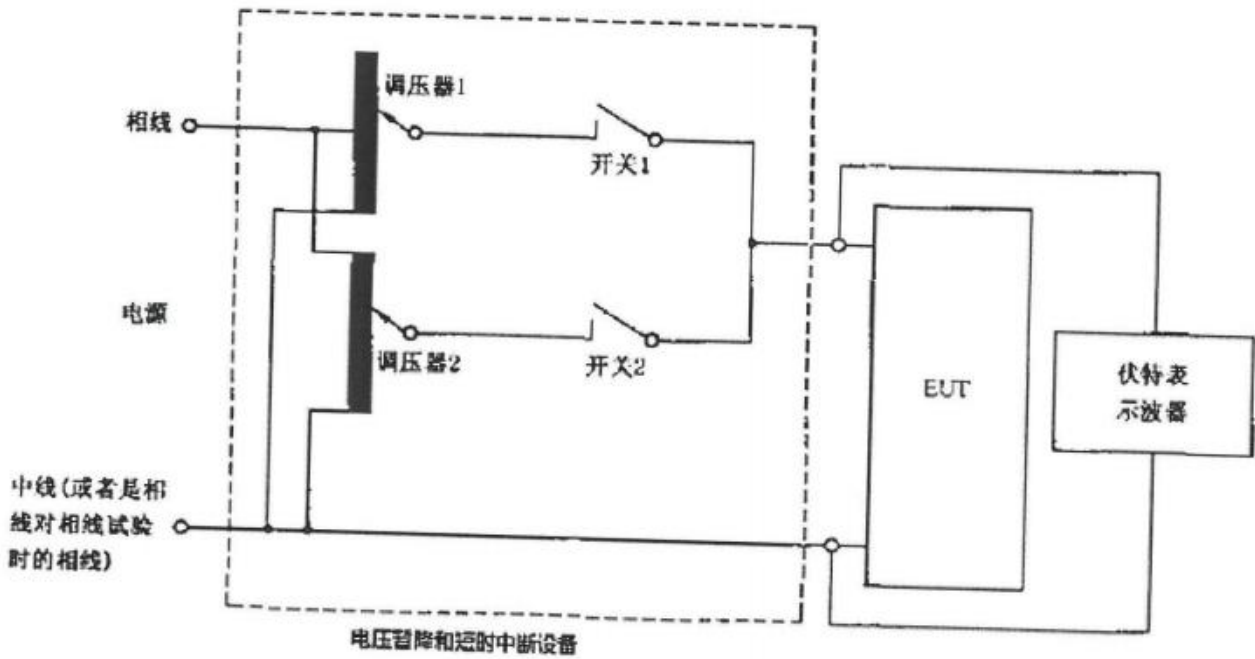 调压器1
相线
开关1
电源
调压器2
开关2
EUT
伏特表
示波器
中线(或者是相
线对相线试验
时的相线)
电压暂降和短时中断设备